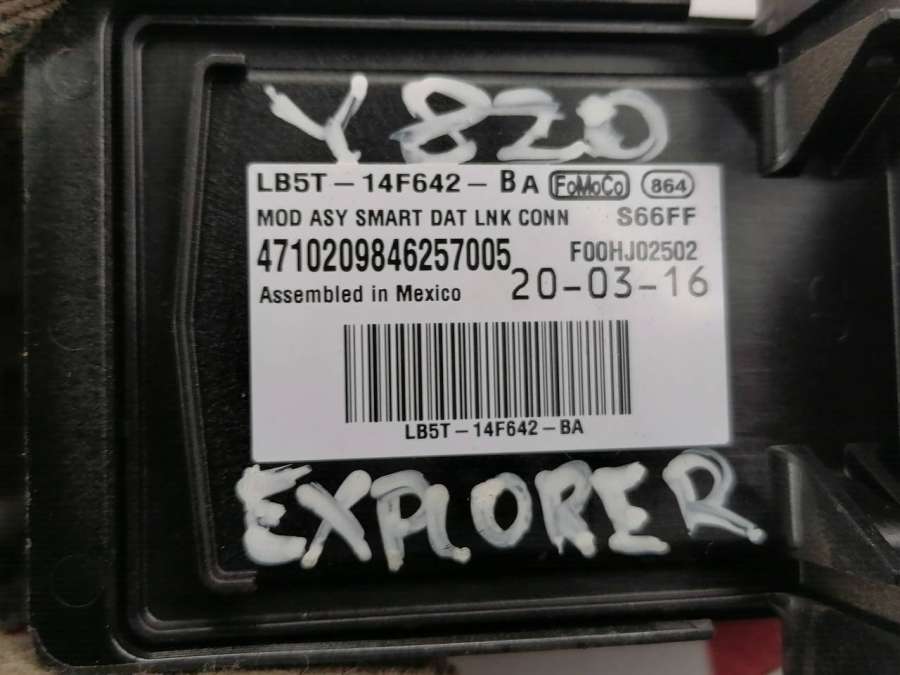 Y820
LB5T-14F642-BA FoMoCo 864
MOD ASY SMART DAT LNK CONN S66FF
4710209846257005 F00HJ02502
Assembled in Mexico 20-03-16
LB5T-14F642-BA
EXPLORER